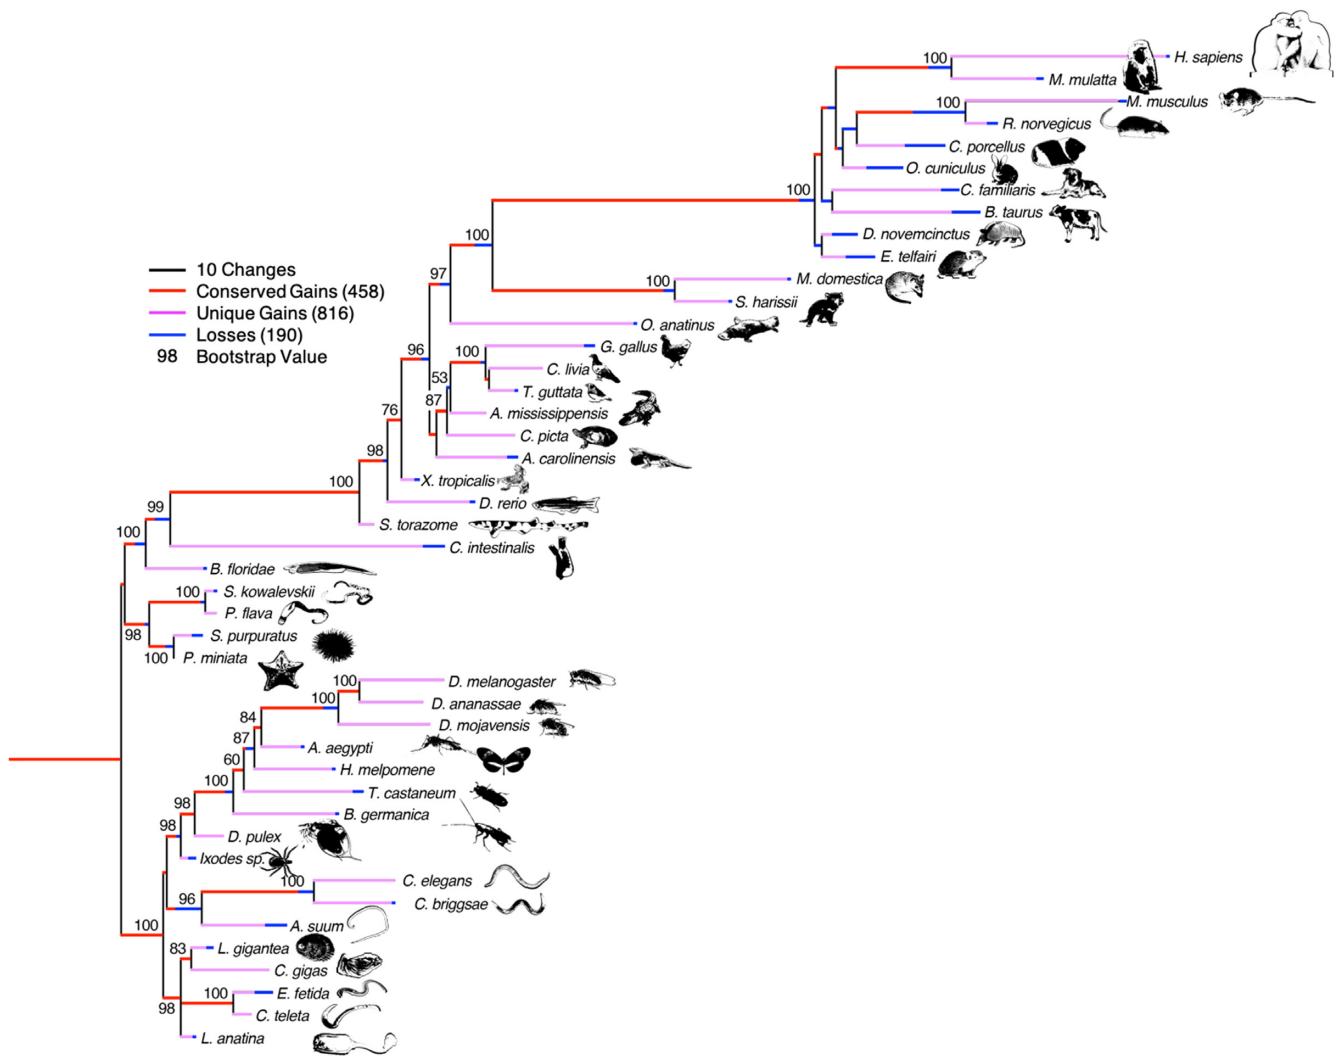 100
H. sapiens
M. mulatta
100
M. musculus
R. norvegicus
C. porcellus
O. cuniculus
100
C. familiaris
B. taurus
D. novemcinctus
E. telfairi
100
97
100
M. domestica
S. harissii
O. anatinus
10 Changes
Conserved Gains (458)
Unique Gains (816)
Losses (190)
98 Bootstrap Value
96
100
G. gallus
C. livia
53
T. guttata
87
A. mississippensis
76
C. picta
98
A. carolinensis
100
X. tropicalis
D. rerio
99
S. torazome
100
C. intestinalis
B. floridae
100
S. kowalevskii
P. flava
98
S. purpuratus
100
P. miniata
100
D. melanogaster
100
D. ananassae
84
D. mojavensis
87
A. aegypti
60
H. melpomene
100
T. castaneum
98
B. germanica
98
D. pulex
Ixodes sp.
100
C. elegans
96
C. briggsae
100
A. suum
83
L. gigantea
C. gigas
100
E. fetida
98
C. teleta
L. anatina